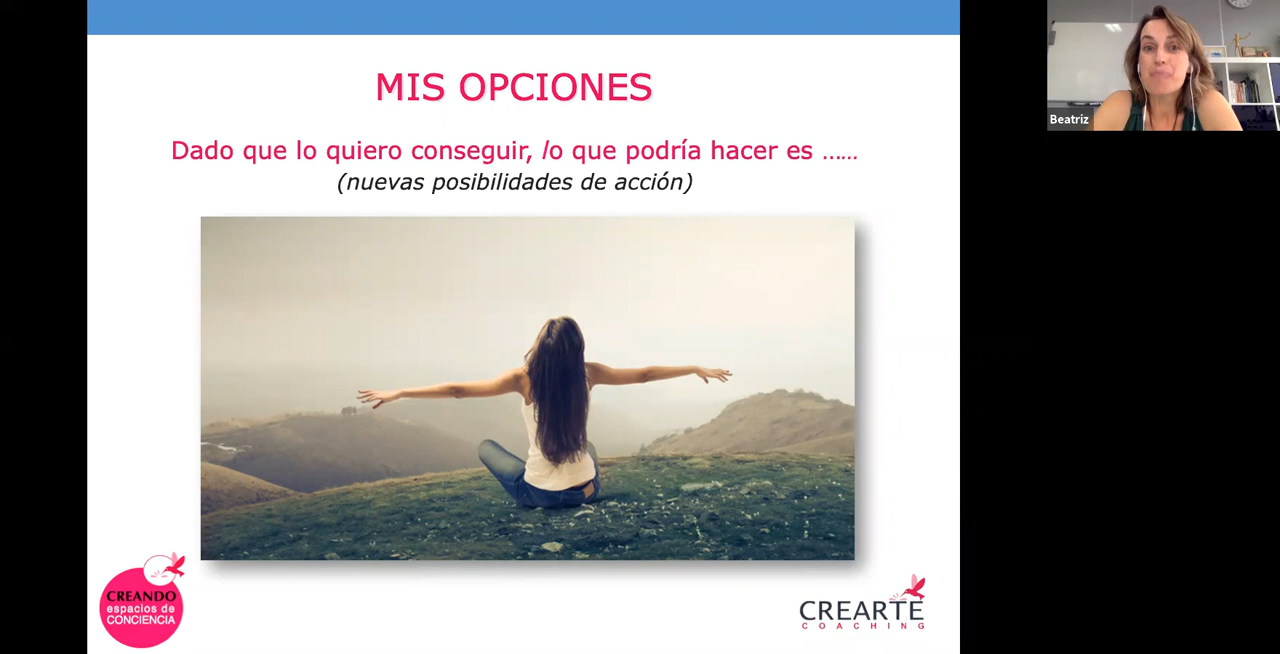 MIS OPCIONES
Dado que lo quiero conseguir, lo que podría hacer es ......
(nuevas posibilidades de acción)
Beatriz
CREANDO
espacios de
CONCIENCIA
CREARTE
COACHING